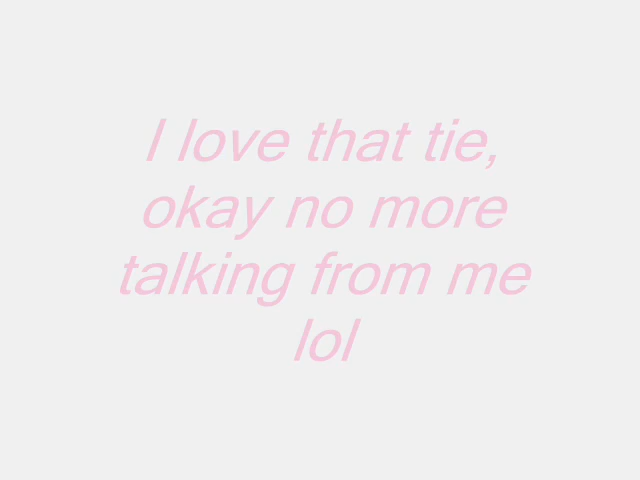 I love that tie,
okay no more
talking from me
lol